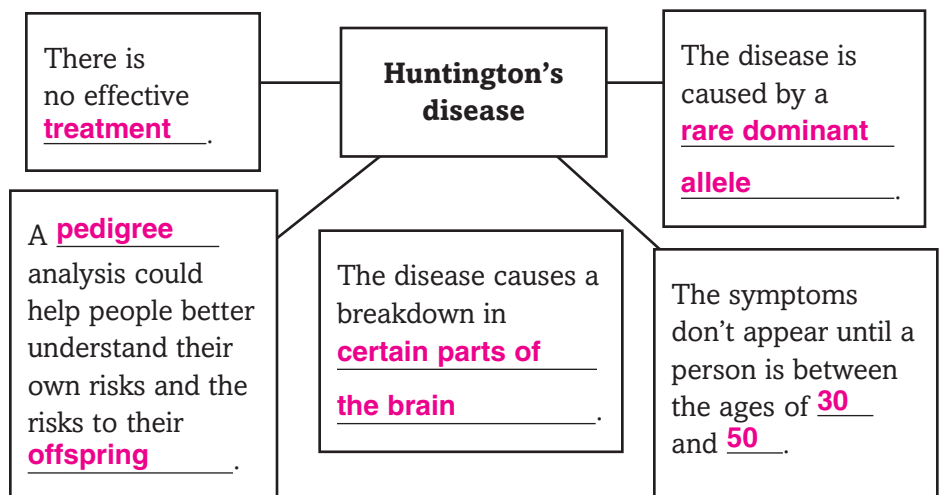 There is
no effective
treatment.
Huntington's
disease
The disease is
caused by a
rare dominant
allele.
A pedigree
analysis could
help people better
understand their
own risks and the
risks to their
offspring.
The disease causes a
breakdown in
certain parts of
the brain.
The symptoms
don't appear until a
person is between
the ages of 30
and 50.